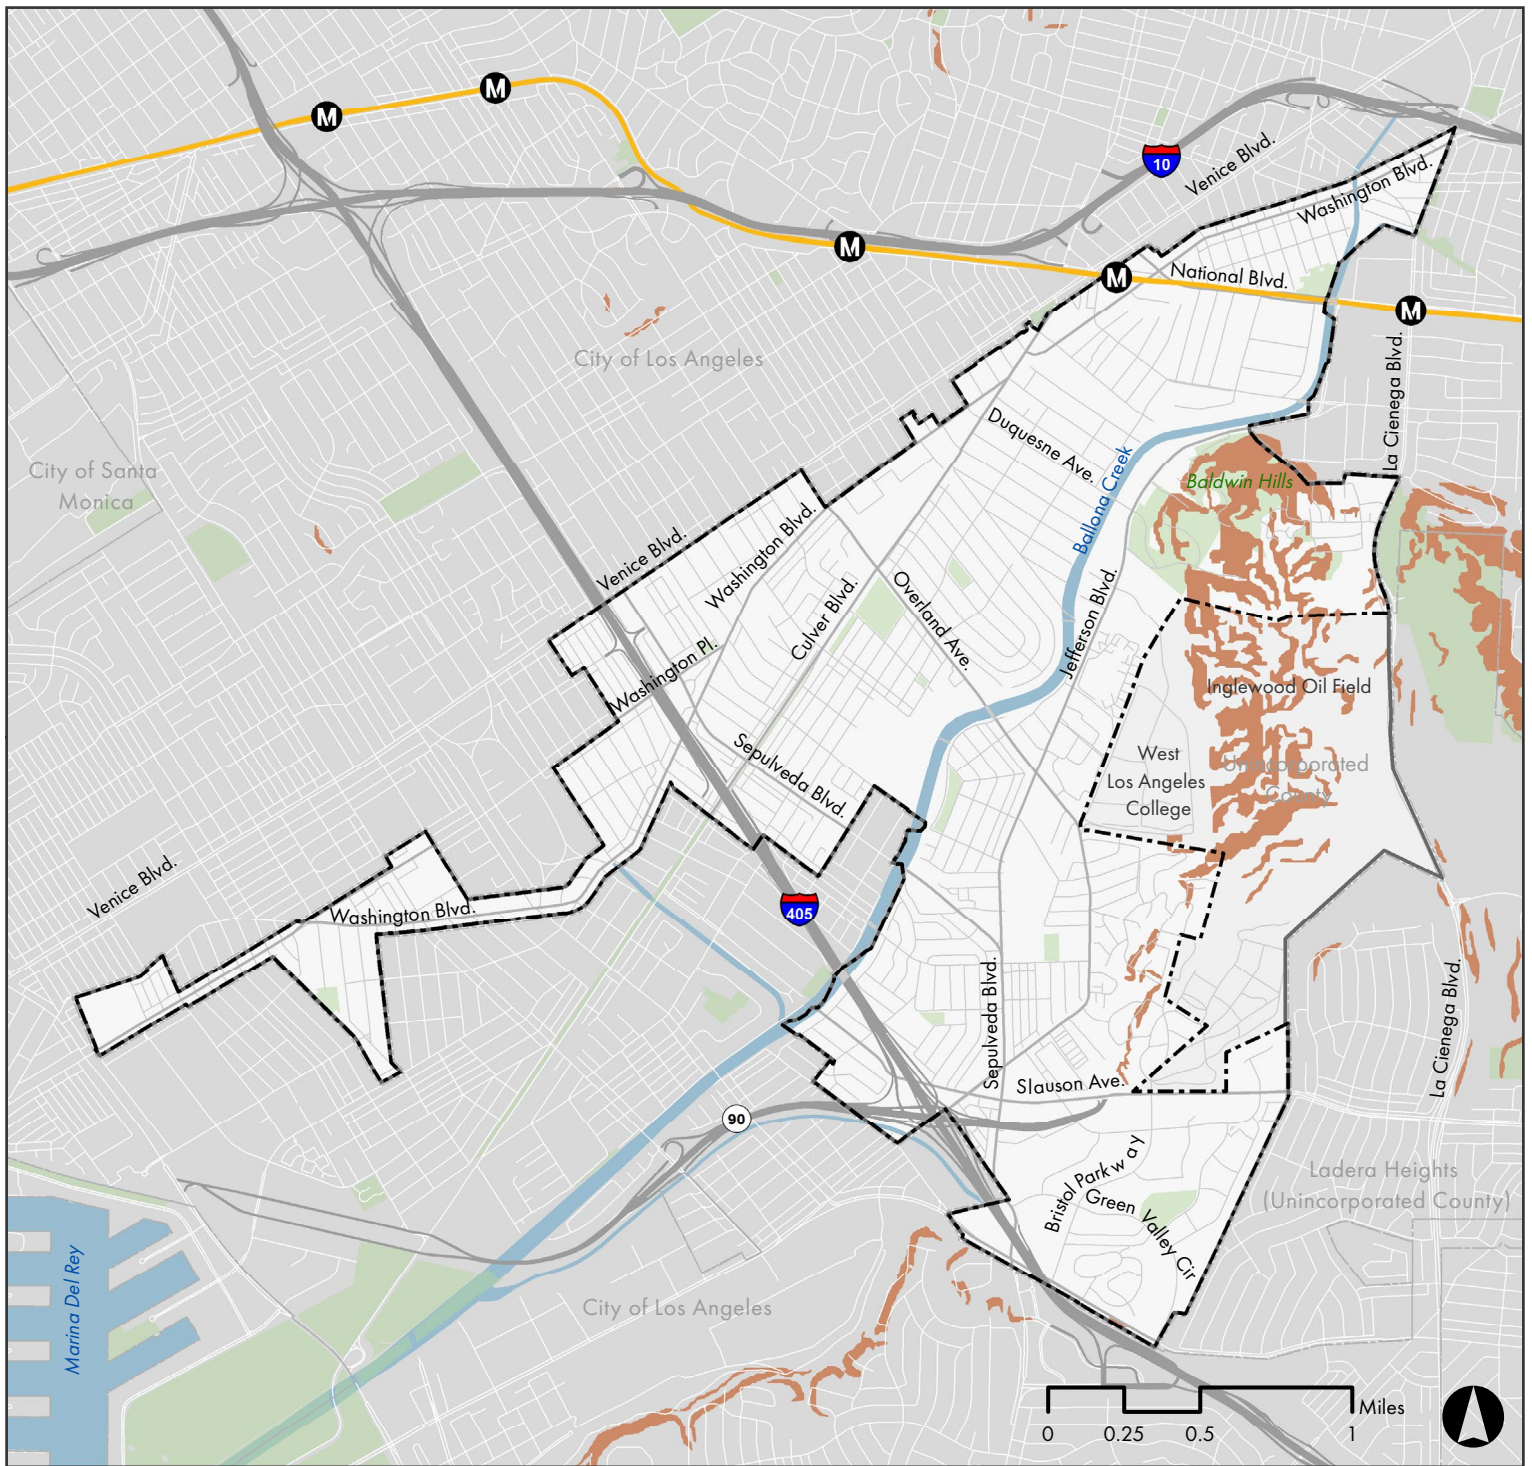 M
M
10
Venice Blvd.
Washington Blvd.
M
M
National Blvd.
M
City of Los Angeles
La Cienega Blvd.
Duquesne Ave.
City of Santa
Monica
Ballona Creek
Baldwin Hills
Venice Blvd.
Washington Blvd.
Culver Blvd.
Overland Ave.
Jefferson Blvd.
Washington Pl.
Inglewood Oil Field
Sepulveda Blvd.
West
Los Angeles
College
Unincorporated
County
Venice Blvd.
Washington Blvd.
405
Sepulveda Blvd.
La Cienega Blvd.
Slauson Ave.
90
Bristol Parkway
Green Valley Cir
Ladera Heights
(Unincorporated County)
Marina Del Rey
City of Los Angeles
Miles
0 0.25 0.5 1